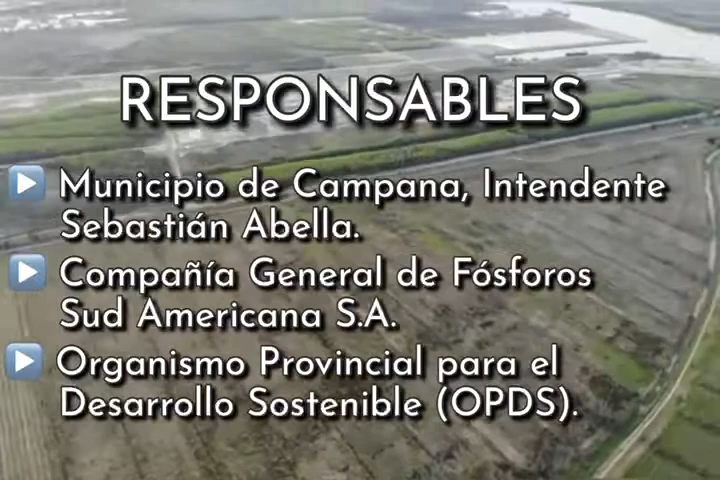 RESPONSABLES
Municipio de Campana, Intendente
Sebastián Abella.
Compañía General de Fósforos
Sud Americana S.A.
Organismo Provincial para el
Desarrollo Sostenible (OPDS).